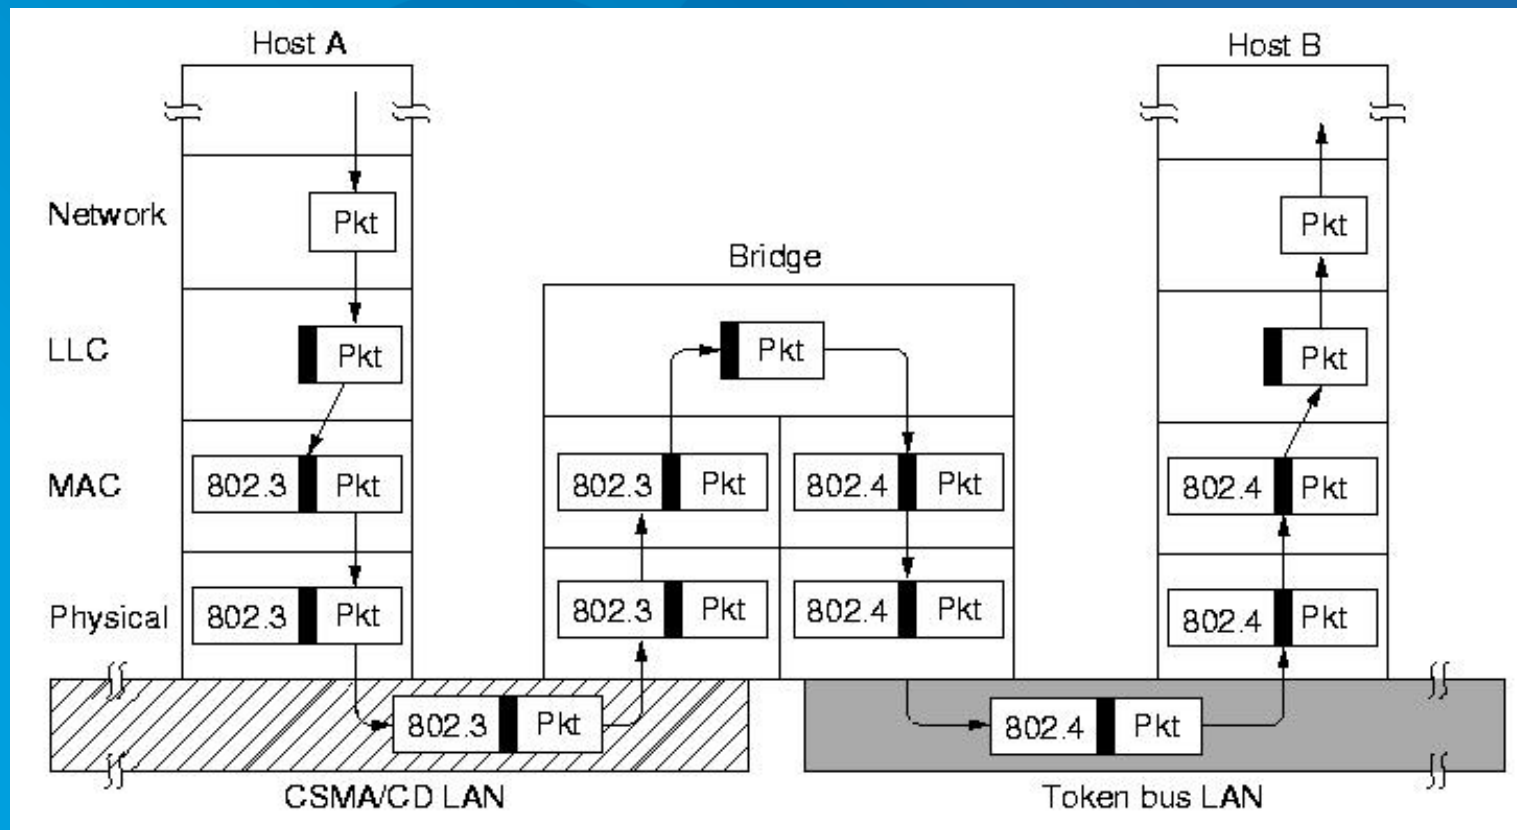 Host A
Host B
Network
Pkt
Pkt
Bridge
LLC
Pkt
Pkt
Pkt
MAC
802.3 Pkt
802.3 Pkt
802.4 Pkt
802.4 Pkt
Physical
802.3 Pkt
802.3 Pkt
802.4 Pkt
802.4 Pkt
802.3 Pkt
802.4 Pkt
CSMA/CD LAN
Token bus LAN